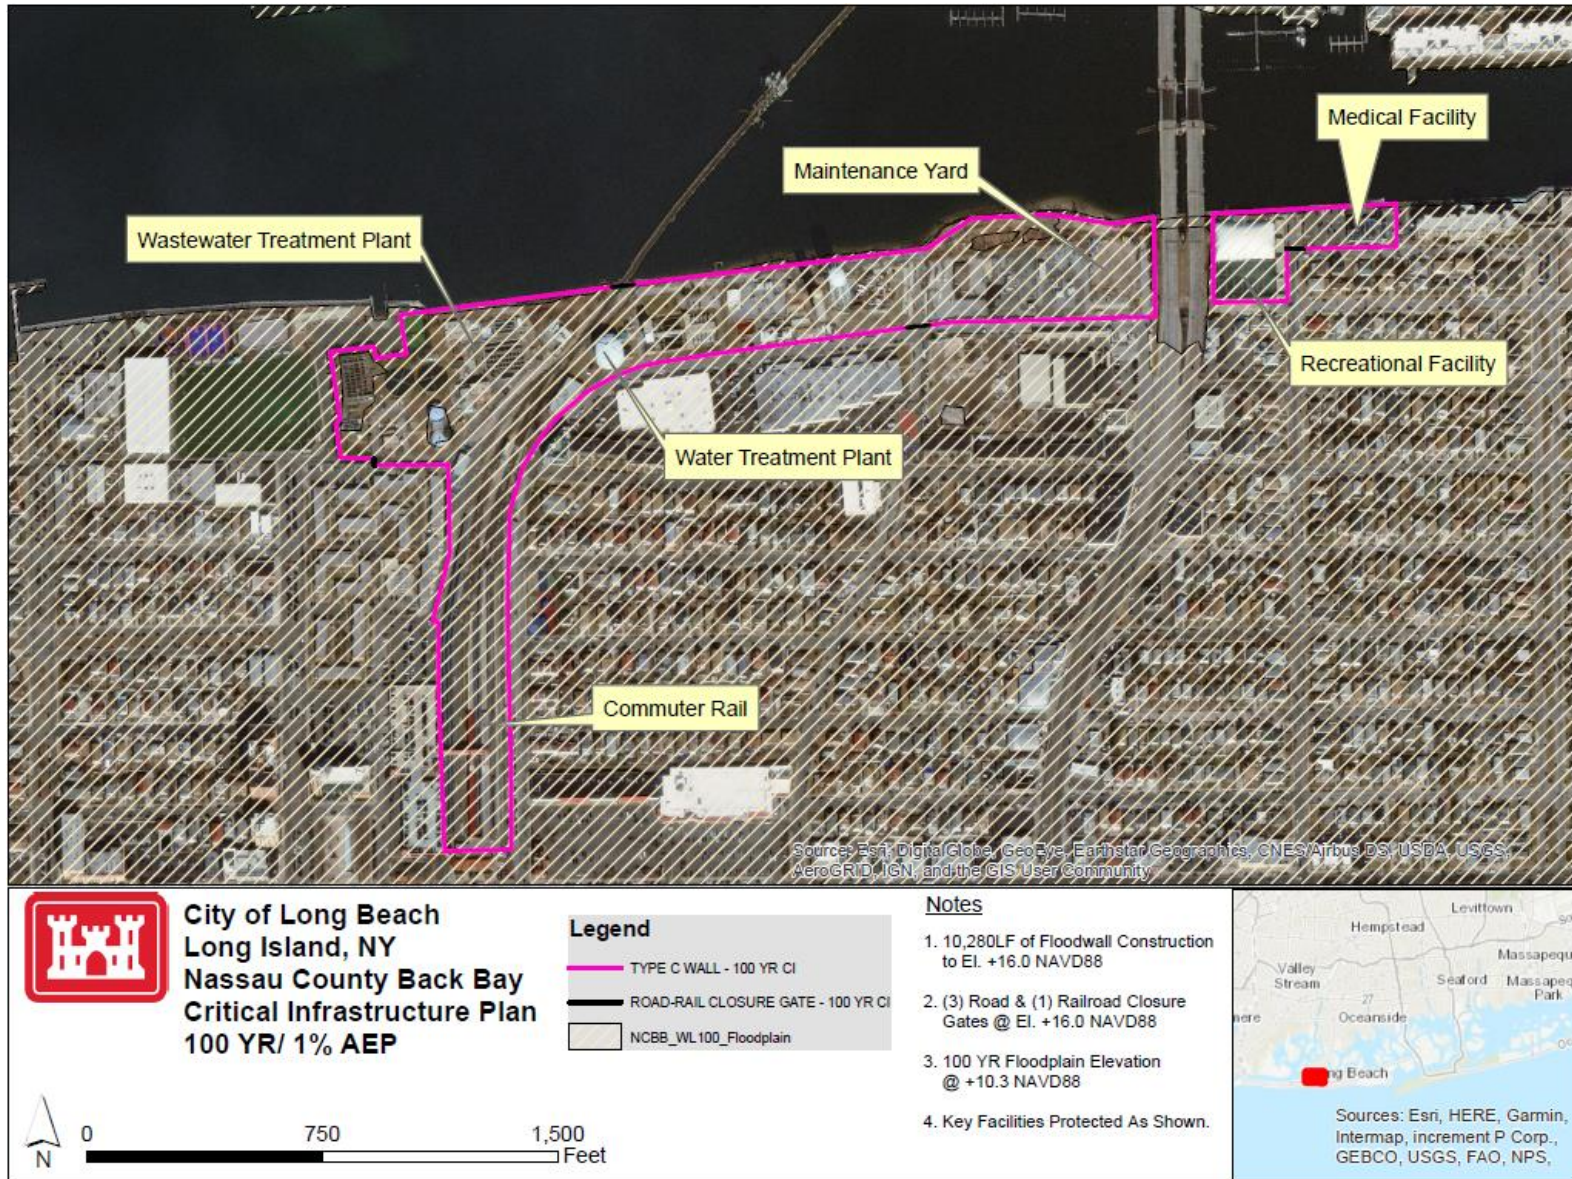 Medical Facility
Maintenance Yard
Wastewater Treatment Plant
Recreational Facility
Water Treatment Plant
Commuter Rail
Source: Esri, DigitalGlobe, GeoEye, Earthstar Geographics, CNES/Airbus DS, USDA, USGS,
AeroGRID, IGN, and the GIS User Community
City of Long Beach
Long Island, NY
Nassau County Back Bay
Critical Infrastructure Plan
100 YR/ 1% AEP
N
0 750 1,500
Feet
Legend
TYPE C WALL - 100 YR CI
ROAD-RAIL CLOSURE GATE - 100 YR CI
NCBB_WL100_Floodplain
Notes
1. 10,280LF of Floodwall Construction
to El. +16.0 NAVD88
2. (3) Road & (1) Railroad Closure
Gates @ El. +16.0 NAVD88
3. 100 YR Floodplain Elevation
@ +10.3 NAVD88
4. Key Facilities Protected As Shown.
Levittown
Hempstead
Massapequ
Valley
Stream
Seaford
Massapeq
Park
27
Oceanside
nere
ng Beach
Sources: Esri, HERE, Garmin,
Intermap, increment P Corp.,
GEBCO, USGS, FAO, NPS,